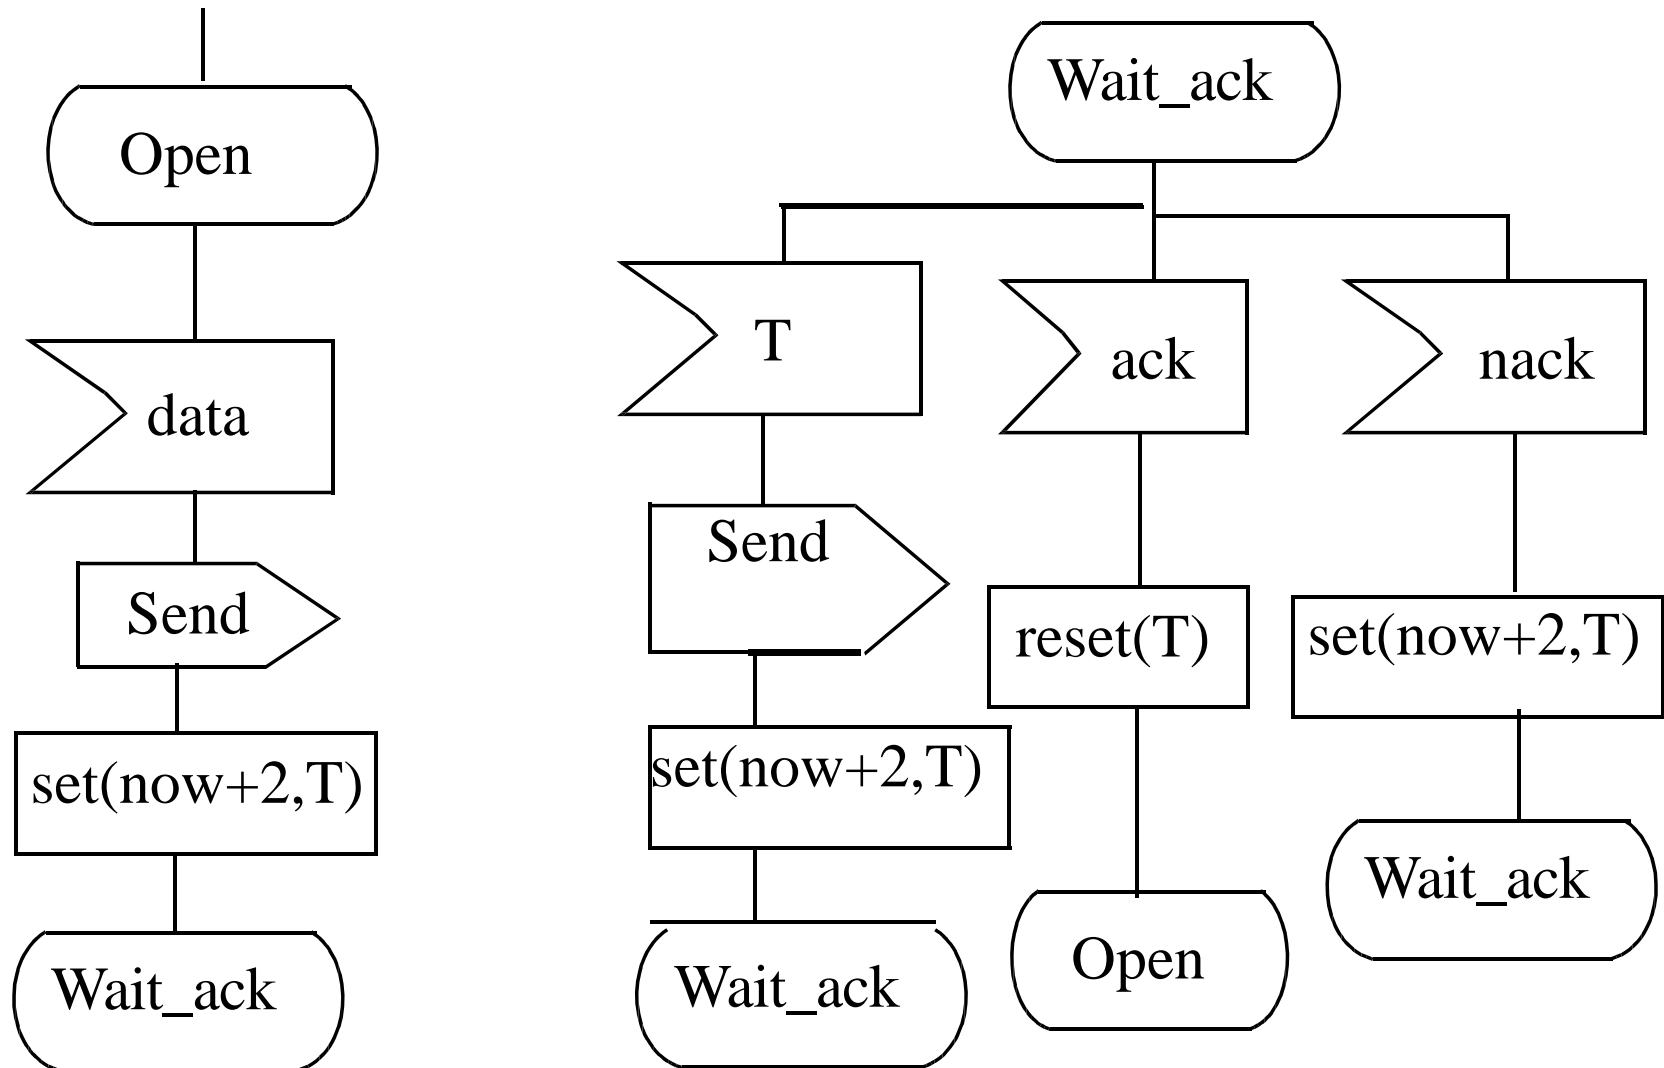 Open
data
Send
set(now+2,T)
Wait_ack
Wait_ack
T
Send
set(now+2,T)
Wait_ack
ack
reset(T)
Open
nack
set(now+2,T)
Wait_ack